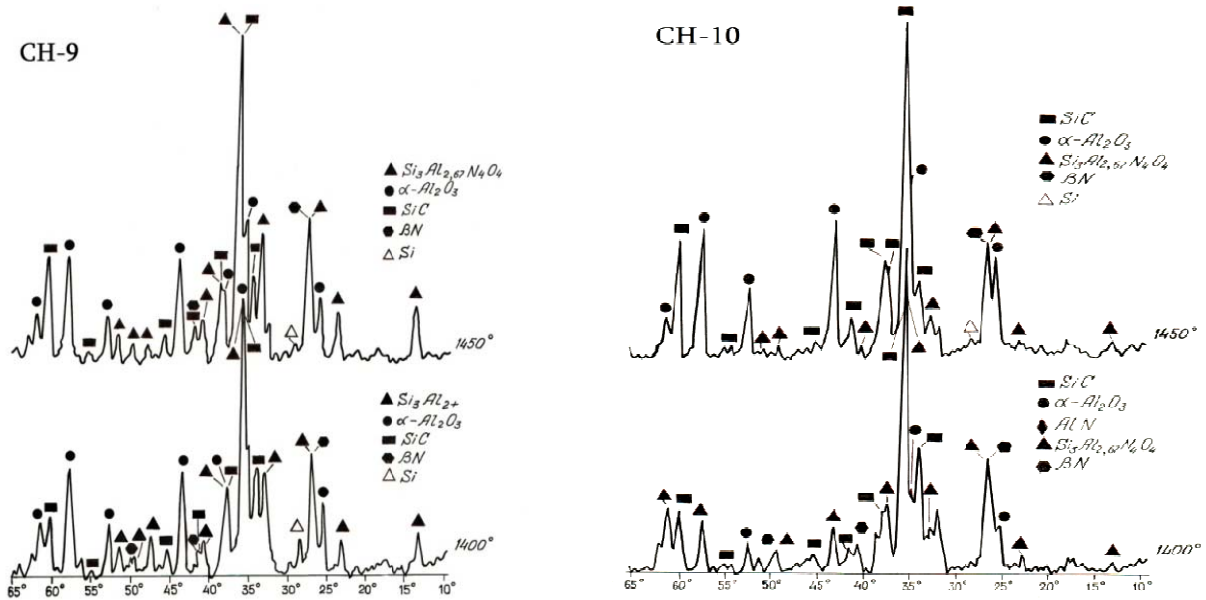 CH-9
▲ Si₃Al₂,₆₇N₄O₄
● α-Al₂O₃
■ SiC
⬣ BN
△ Si
1450°
▲ Si₃Al₂+
● α-Al₂O₃
■ SiC
⬣ BN
△ Si
1400°
65° 60° 55° 50° 45° 40° 35° 30° 25° 20° 15° 10°
CH-10
■ SiC
● α-Al₂O₃
▲ Si₃Al₂,₆₇N₄O₄
⬣ BN
△ Si
1450°
■ SiC
● α-Al₂O₃
♦ AlN
▲ Si₃Al₂,₆₇N₄O₄
⬣ BN
1400°
65° 60° 55° 50° 45° 40° 35° 30° 25° 20° 15° 10°